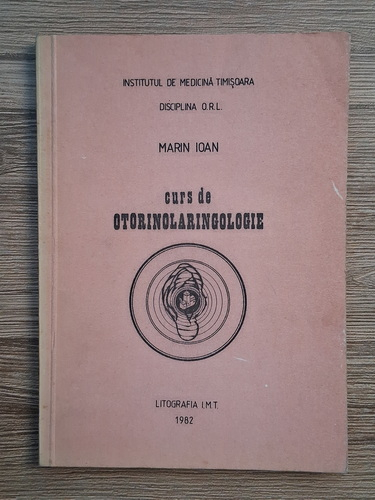 INSTITUTUL DE MEDICINĂ TIMIŞOARA
DISCIPLINA O.R.L.
MARIN IOAN
curs de
OTORINOLARINGOLOGIE
LITOGRAFIA I.M.T.
1982